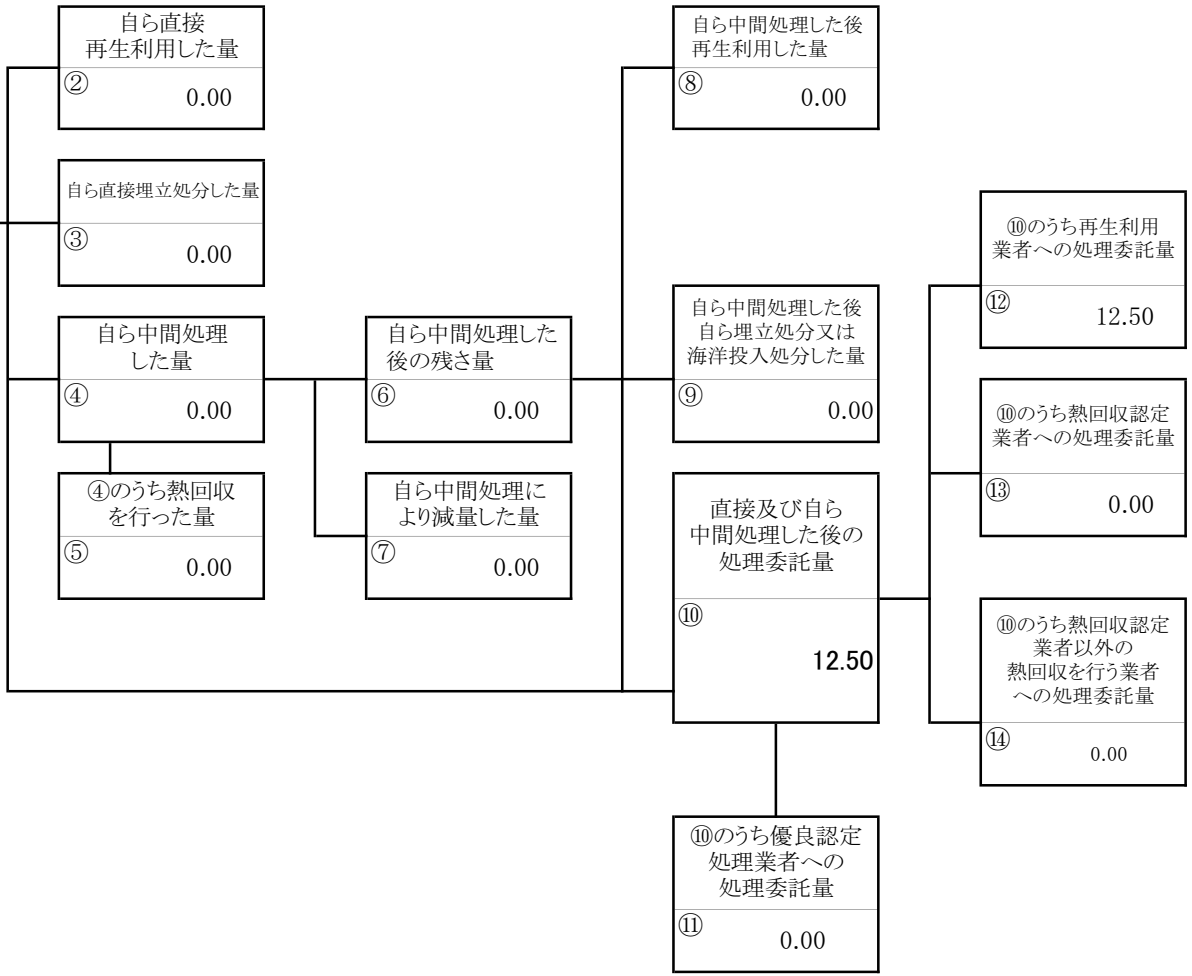 自ら直接
再生利用した量
②
0.00
自ら直接埋立処分した量
③
0.00
自ら中間処理
した量
④
0.00
④のうち熱回収
を行った量
⑤
0.00
自ら中間処理した
後の残さ量
⑥
0.00
自ら中間処理に
より減量した量
⑦
0.00
自ら中間処理した後
再生利用した量
⑧
0.00
自ら中間処理した後
自ら埋立処分又は
海洋投入処分した量
⑨
0.00
直接及び自ら
中間処理した後の
処理委託量
⑩
12.50
⑩のうち優良認定
処理業者への
処理委託量
⑪
0.00
⑩のうち再生利用
業者への処理委託量
⑫
12.50
⑩のうち熱回収認定
業者への処理委託量
⑬
0.00
⑩のうち熱回収認定
業者以外の
熱回収を行う業者
への処理委託量
⑭
0.00